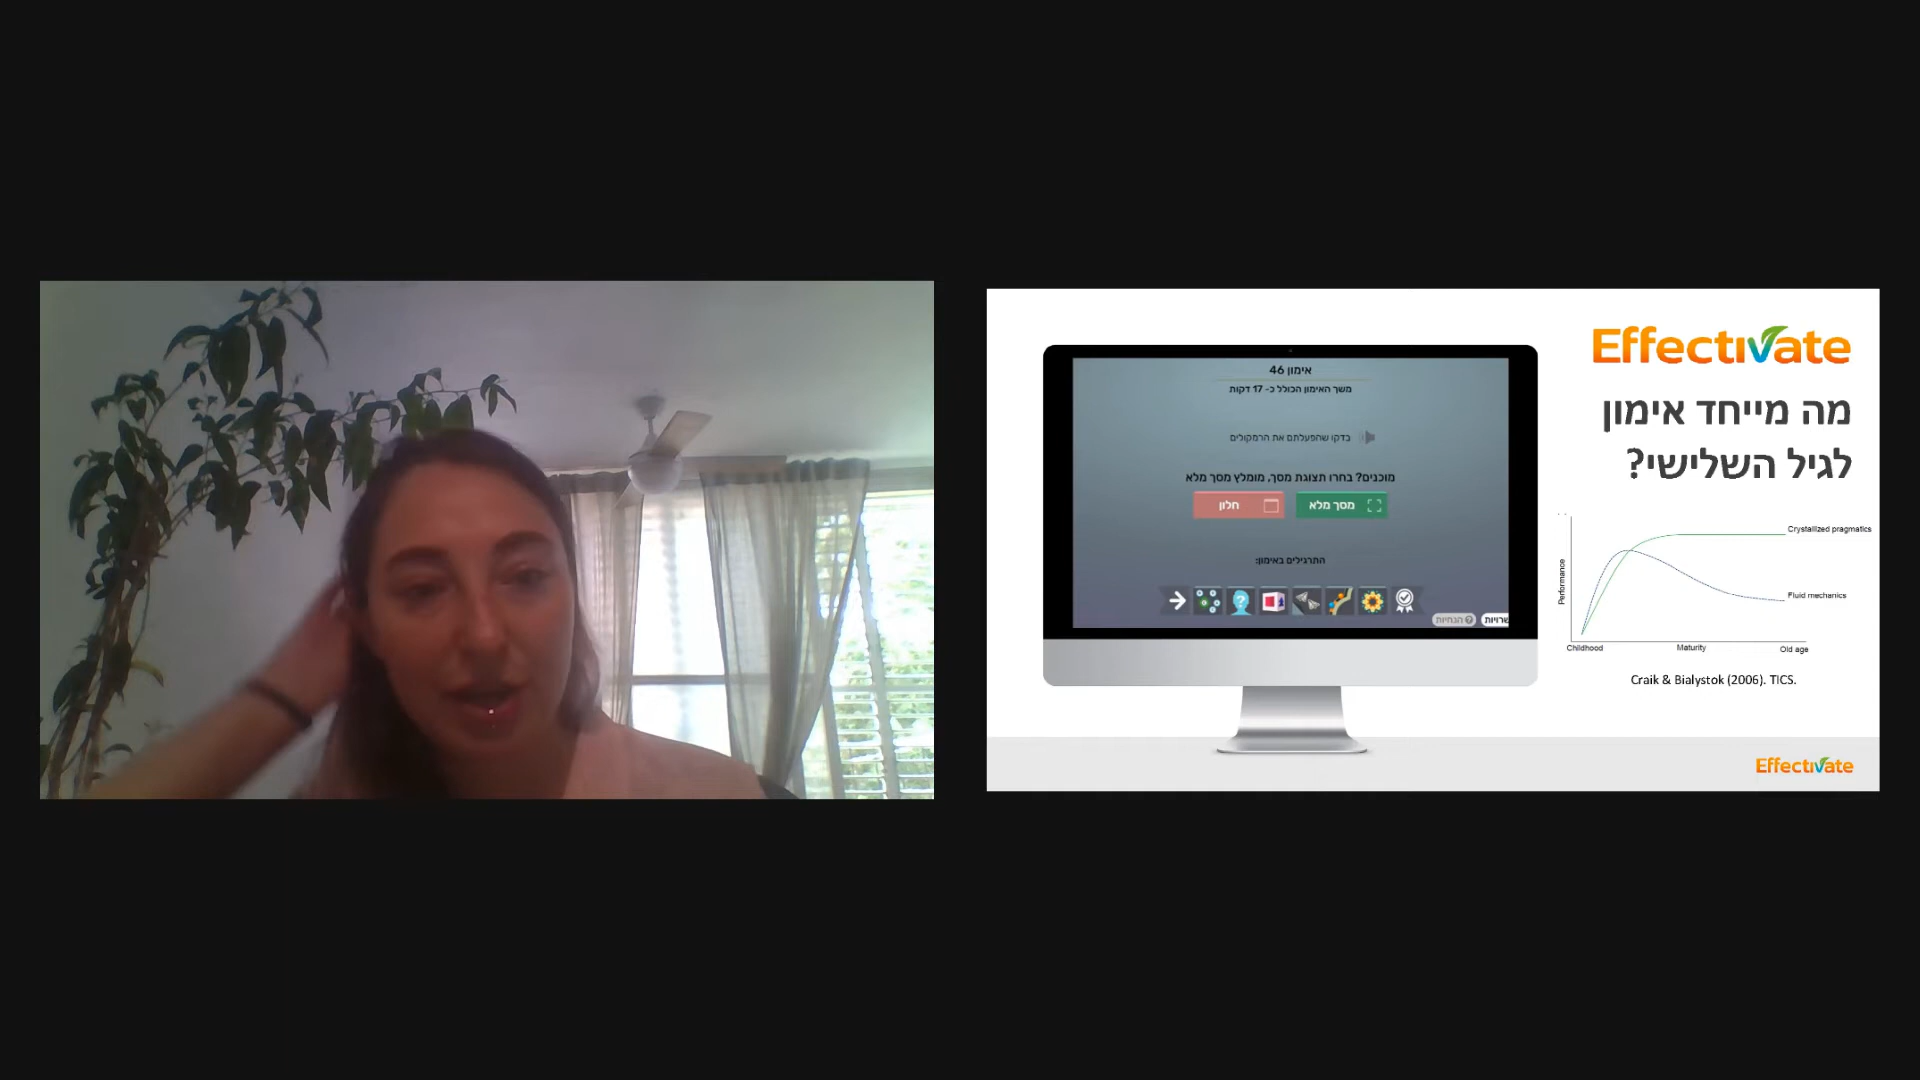 Effectivate
מה מייחד אימון
לגיל השלישי?
אימון 46
משך האימון הכולל כ- 17 דקות
בדקו שהפעלתם את הרמקולים
מוכנים? בחרו תצוגת מסך, מומלץ מסך מלא
מסך מלא
חלון
התרגילים באימון:
הנחיות
Performance
Crystallized pragmatics
Fluid mechanics
Childhood
Maturity
Old age
Craik & Bialystok (2006). TICS.
Effectivate